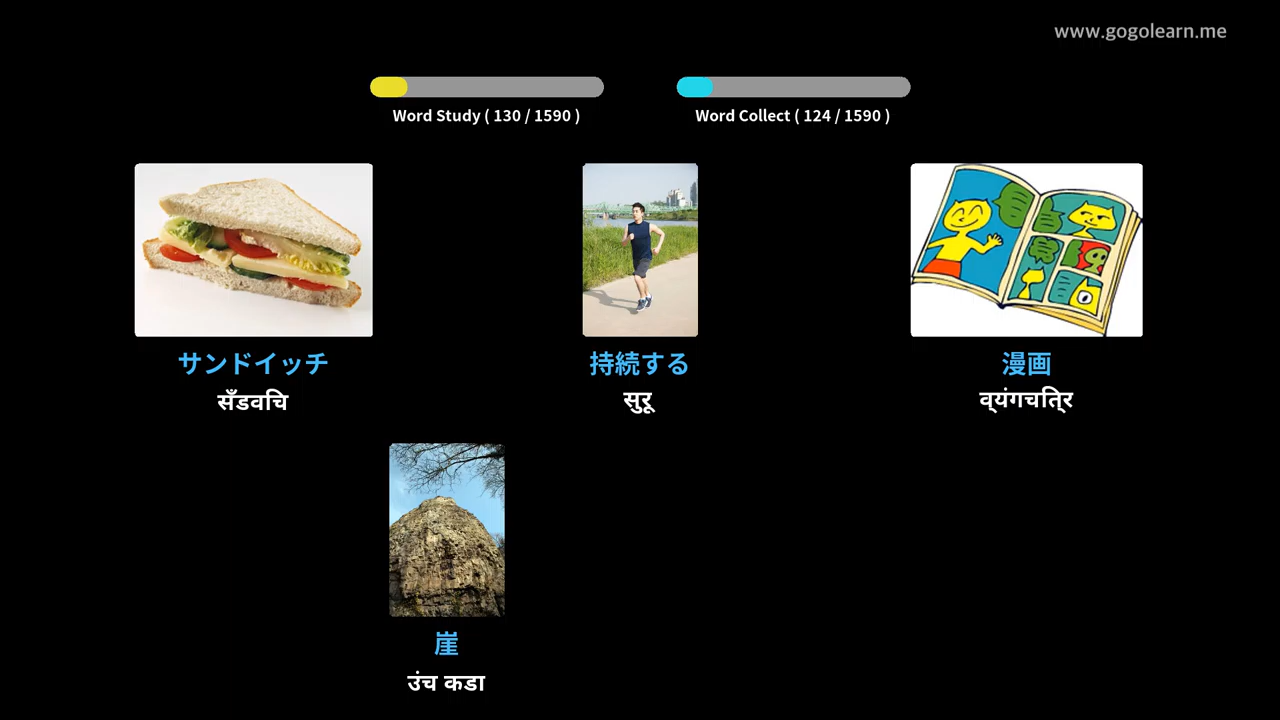 www.gogolearn.me
Word Study ( 130 / 1590 )
Word Collect ( 124 / 1590 )
サンドイッチ
सँडवचि
持続する
सुरू
漫画
व्यंगचित्रि
崖
उंच कडा